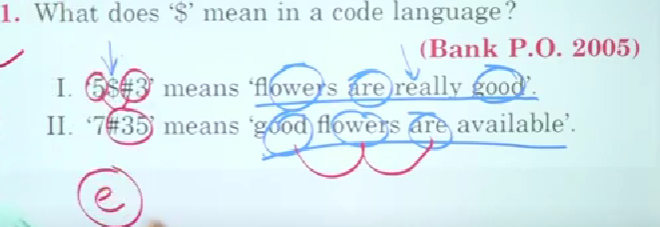 1. What does ‘$’ mean in a code language?
(Bank P.O. 2005)
I. ‘5$#3’ means ‘flowers are really good’.
II. ‘7#35’ means ‘good flowers are available’.
e